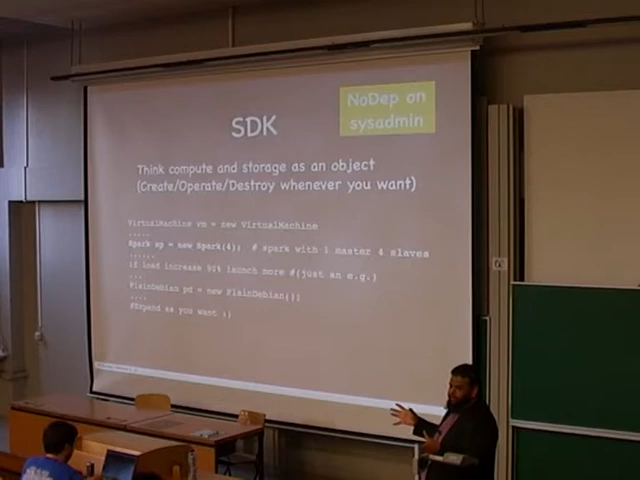 NoDep on
sysadmin
SDK
Think compute and storage as an object
(Create/Operate/Destroy whenever you want)
VirtualMachine vm = new VirtualMachine
.....
Spark sp = new Spark(4);  # spark with 1 master 4 slaves
......
if load increase 90% launch more #(just an e.g.)
...
PlainDebian pd = new PlainDebian();
....
#Expand as you want :)